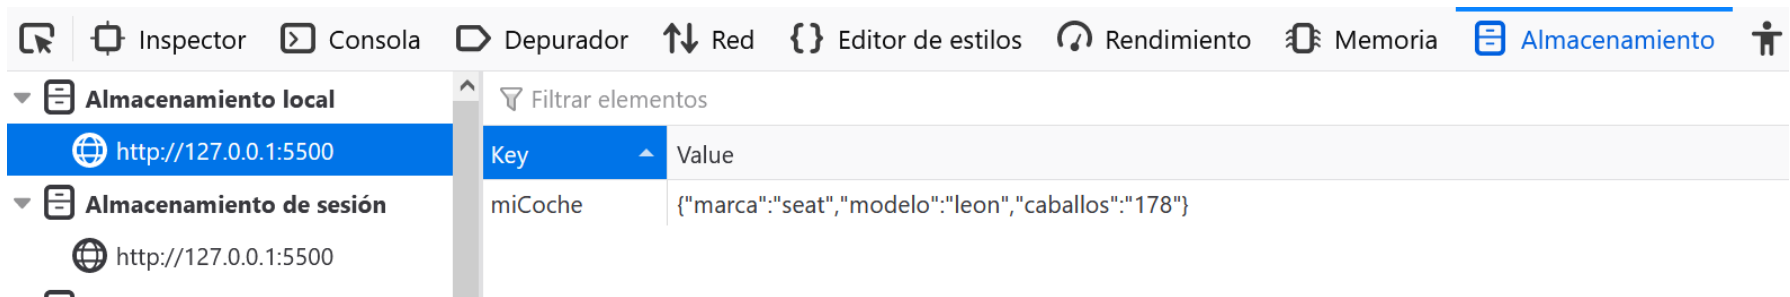 Inspector Consola Depurador Red Editor de estilos Rendimiento Memoria Almacenamiento
Almacenamiento local
http://127.0.0.1:5500
Almacenamiento de sesión
http://127.0.0.1:5500
Filtrar elementos
Key Value
miCoche {"marca":"seat","modelo":"leon","caballos":"178"}